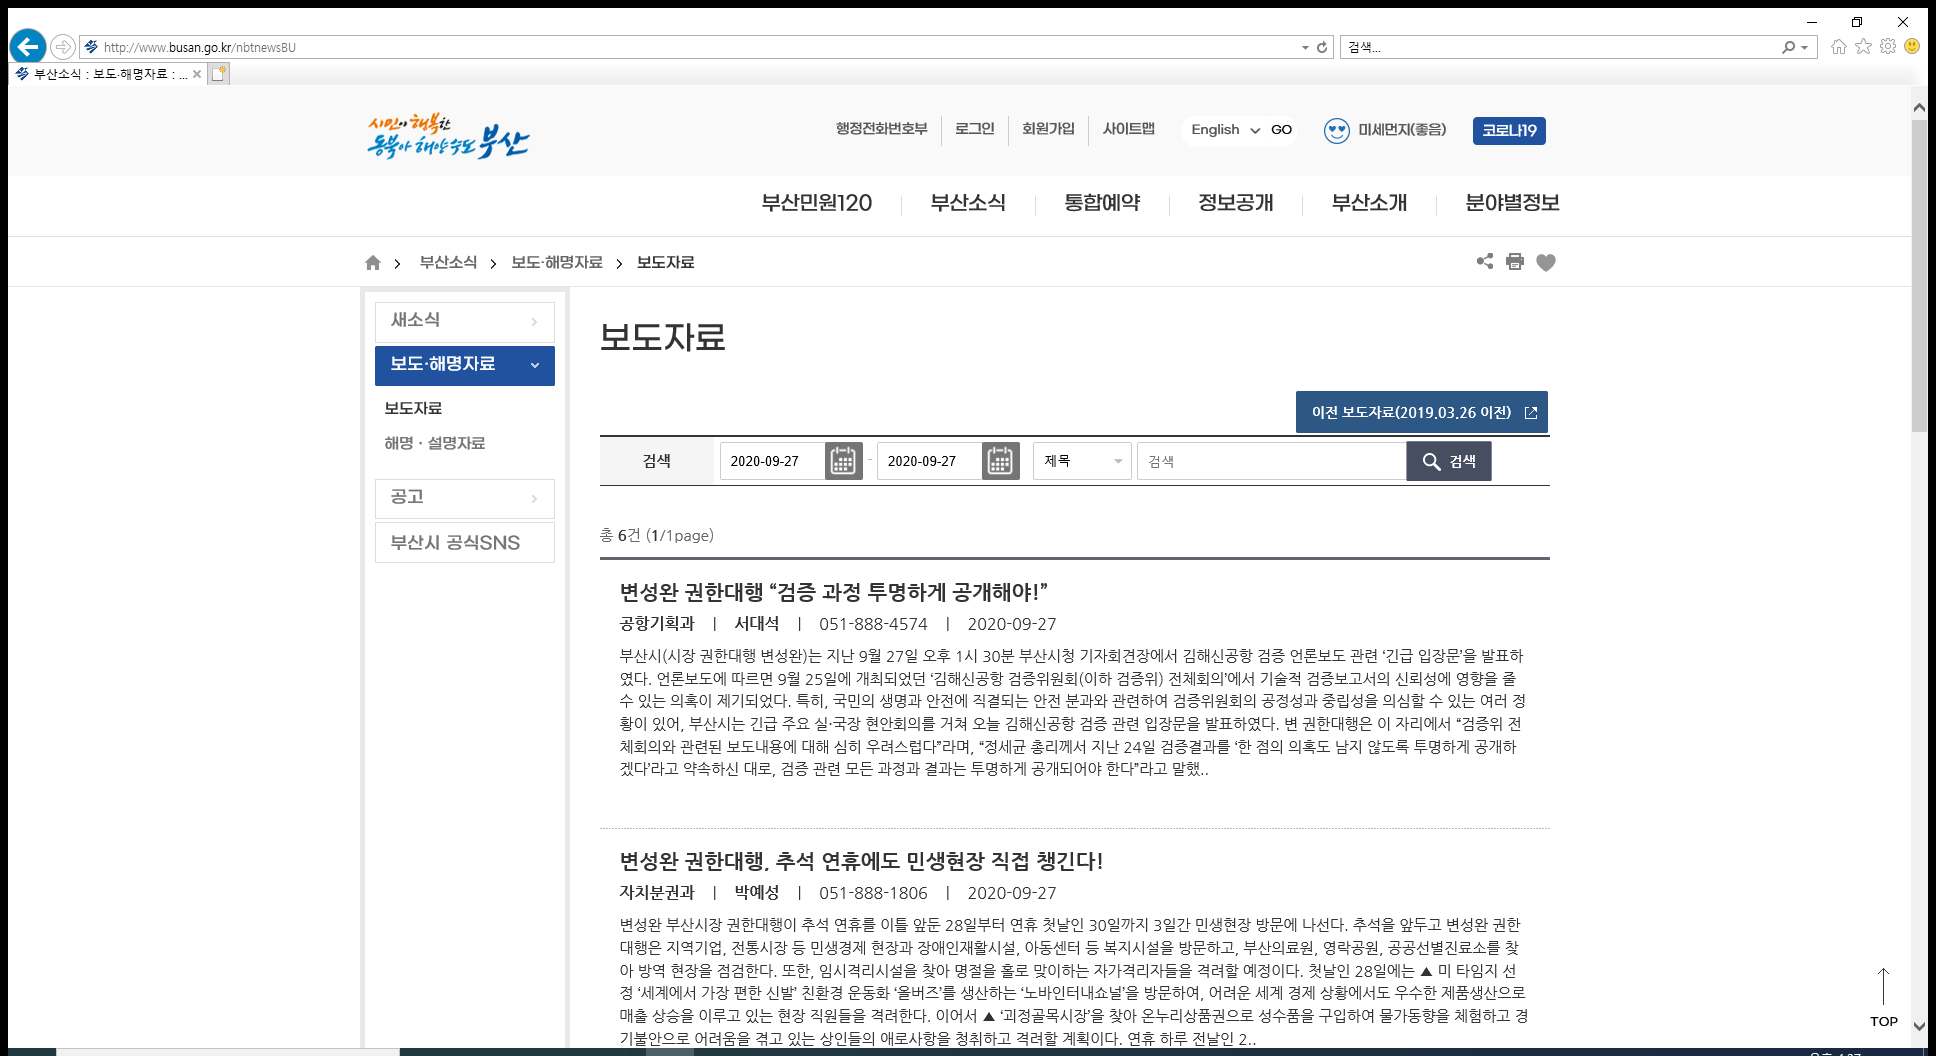 http://www.busan.go.kr/nbtnewsBU
검색...
부산소식 : 보도·해명자료 : ...
시민이 행복한
동북아 해양수도 부산
행정전화번호부 로그인 회원가입 사이트맵 English GO 미세먼지(좋음) 코로나19
부산민원120 부산소식 통합예약 정보공개 부산소개 분야별정보
부산소식 보도·해명자료 보도자료
새소식
보도·해명자료
보도자료
해명·설명자료
공고
부산시 공식SNS
보도자료
이전 보도자료(2019.03.26 이전)
검색 2020-09-27 - 2020-09-27 제목 검색 검색
총 6건 (1/1page)
변성완 권한대행 “검증 과정 투명하게 공개해야!”
공항기획과 | 서대석 | 051-888-4574 | 2020-09-27
부산시(시장 권한대행 변성완)는 지난 9월 27일 오후 1시 30분 부산시청 기자회견장에서 김해신공항 검증 언론보도 관련 ‘긴급 입장문’을 발표하
였다. 언론보도에 따르면 9월 25일에 개최되었던 ‘김해신공항 검증위원회(이하 검증위) 전체회의’에서 기술적 검증보고서의 신뢰성에 영향을 줄
수 있는 의혹이 제기되었다. 특히, 국민의 생명과 안전에 직결되는 안전 분과와 관련하여 검증위원회의 공정성과 중립성을 의심할 수 있는 여러 정
황이 있어, 부산시는 긴급 주요 실·국장 현안회의를 거쳐 오늘 김해신공항 검증 관련 입장문을 발표하였다. 변 권한대행은 이 자리에서 “검증위 전
체회의와 관련된 보도내용에 대해 심히 우려스럽다”라며, “정세균 총리께서 지난 24일 검증결과를 ‘한 점의 의혹도 남지 않도록 투명하게 공개하
겠다’라고 약속하신 대로, 검증 관련 모든 과정과 결과는 투명하게 공개되어야 한다”라고 말했..
변성완 권한대행, 추석 연휴에도 민생현장 직접 챙긴다!
자치분권과 | 박예성 | 051-888-1806 | 2020-09-27
변성완 부산시장 권한대행이 추석 연휴를 이틀 앞둔 28일부터 연휴 첫날인 30일까지 3일간 민생현장 방문에 나선다. 추석을 앞두고 변성완 권한
대행은 지역기업, 전통시장 등 민생경제 현장과 장애인재활시설, 아동센터 등 복지시설을 방문하고, 부산의료원, 영락공원, 공공선별진료소를 찾
아 방역 현장을 점검한다. 또한, 임시격리시설을 찾아 명절을 홀로 맞이하는 자가격리자들을 격려할 예정이다. 첫날인 28일에는 ▲ 미 타임지 선
정 ‘세계에서 가장 편한 신발’ 친환경 운동화 ‘올버즈’를 생산하는 ‘노바인터내쇼널’을 방문하여, 어려운 세계 경제 상황에서도 우수한 제품생산으로
매출 상승을 이루고 있는 현장 직원들을 격려한다. 이어서 ▲ ‘괴정골목시장’을 찾아 온누리상품권으로 성수품을 구입하여 물가동향을 체험하고 경
기불안으로 어려움을 겪고 있는 상인들의 애로사항을 청취하고 격려할 계획이다. 연휴 하루 전날인 2..
TOP